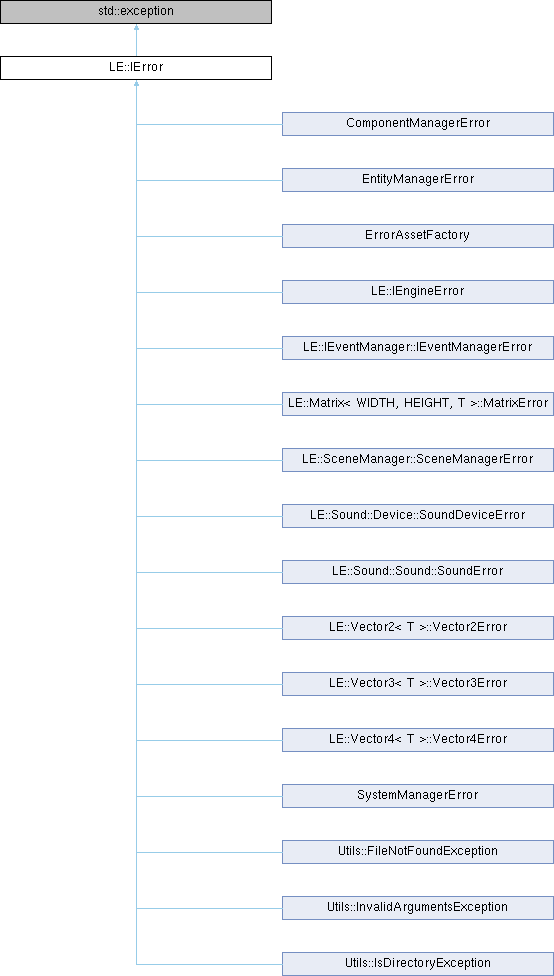 std::exception
LE::IError
ComponentManagerError
EntityManagerError
ErrorAssetFactory
LE::IEngineError
LE::IEventManager::IEventManagerError
LE::Matrix< WIDTH, HEIGHT, T >::MatrixError
LE::SceneManager::SceneManagerError
LE::Sound::Device::SoundDeviceError
LE::Sound::Sound::SoundError
LE::Vector2< T >::Vector2Error
LE::Vector3< T >::Vector3Error
LE::Vector4< T >::Vector4Error
SystemManagerError
Utils::FileNotFoundException
Utils::InvalidArgumentsException
Utils::IsDirectoryException